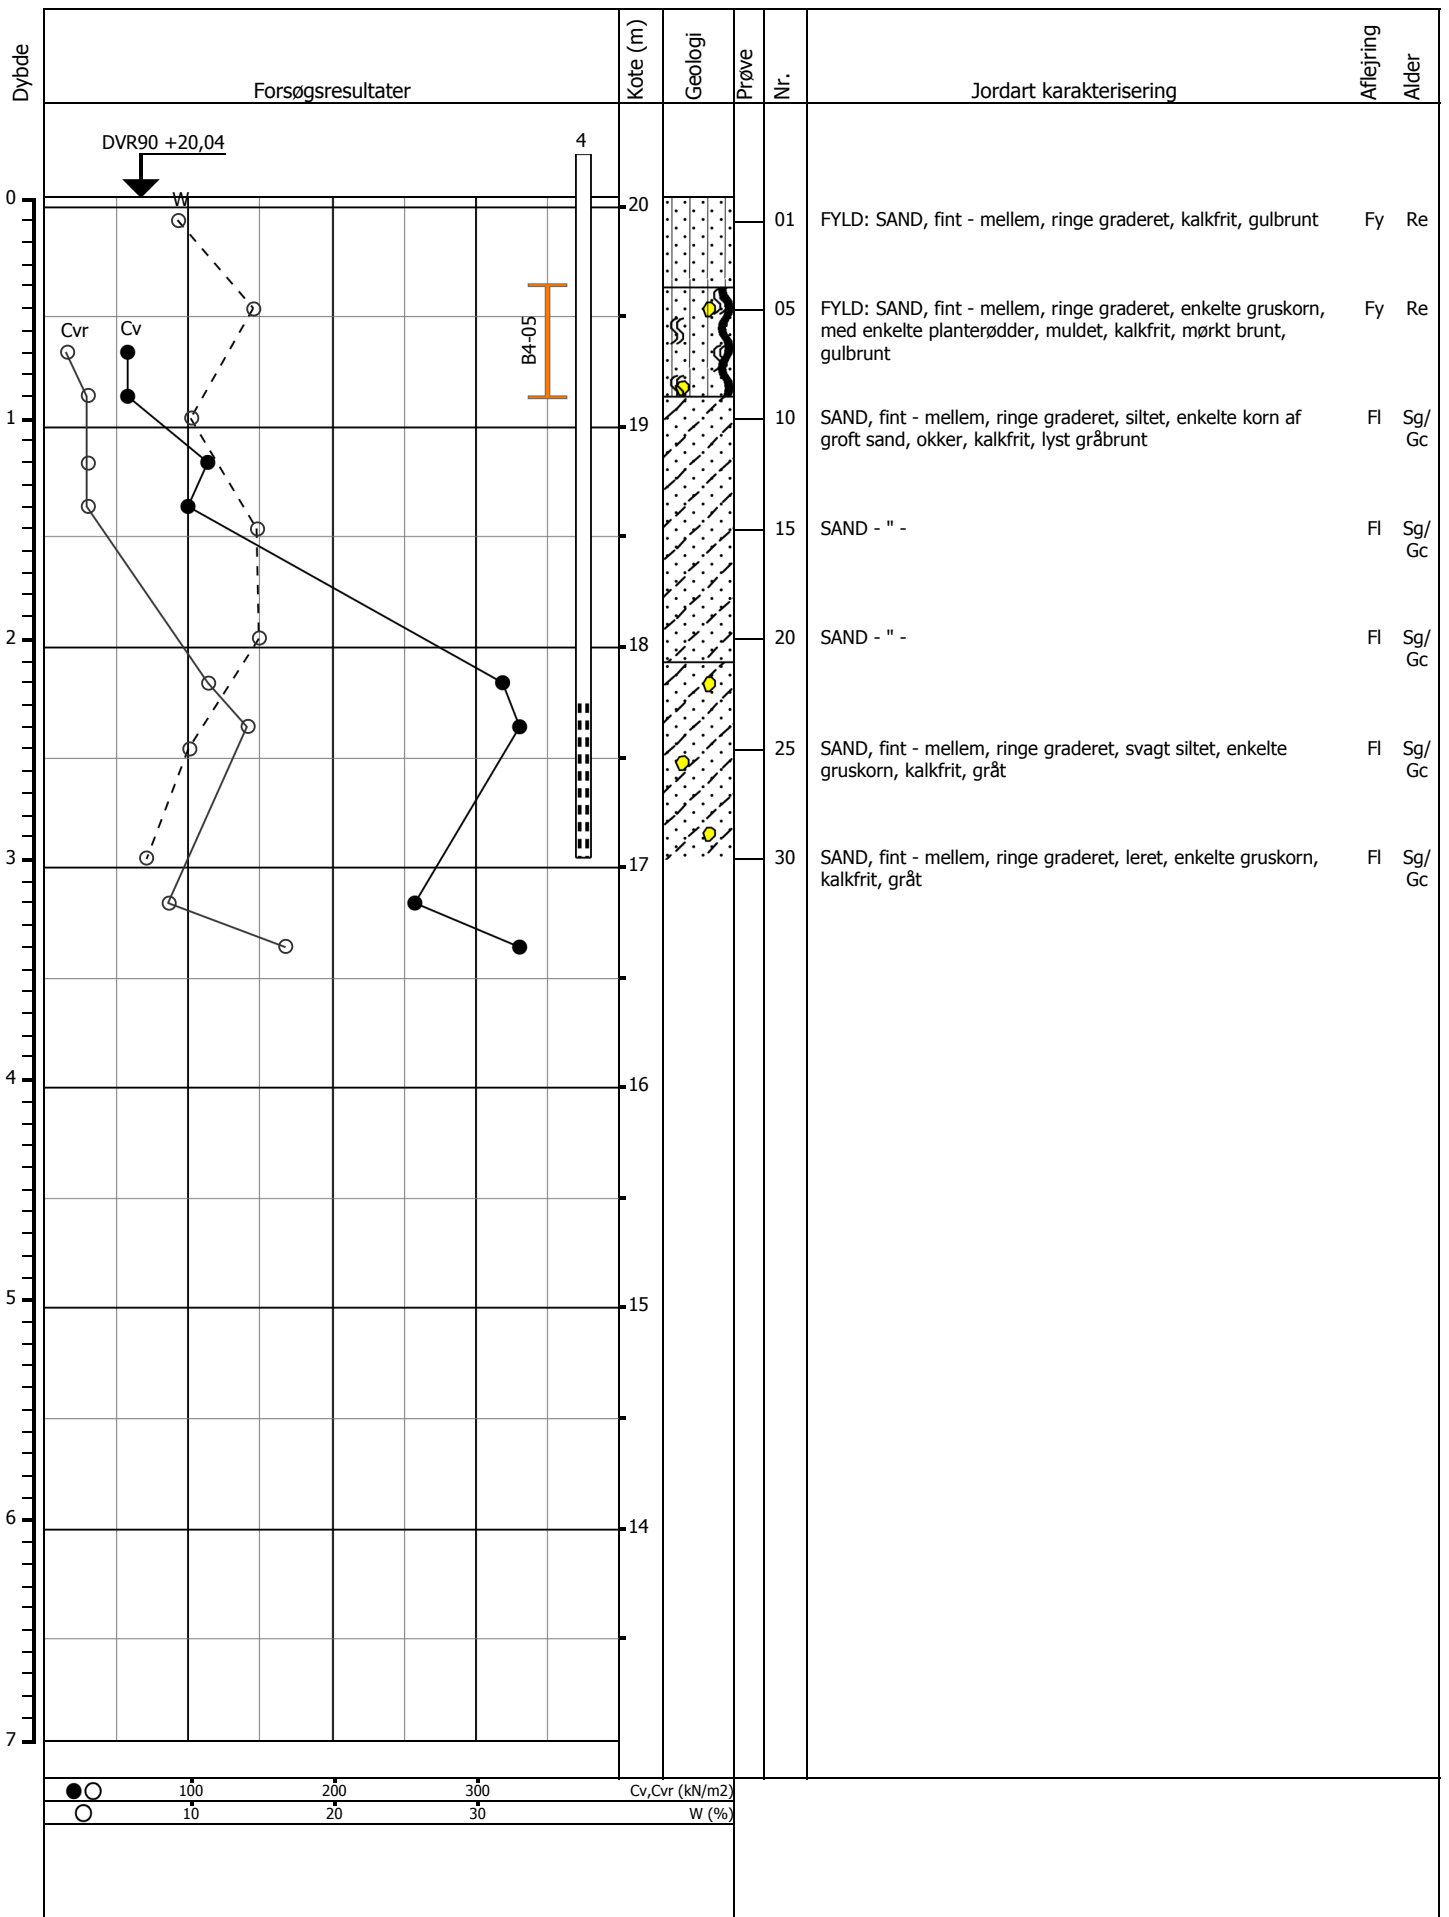 Dybde
Forsøgsresultater
Kote (m)
Geologi
Prøve
Nr.
Jordart karakterisering
Aflejring
Alder
DVR90 +20,04
4
W
Cvr
Cv
B4-05
0
1
2
3
4
5
6
7
20
19
18
17
16
15
14
01 FYLD: SAND, fint - mellem, ringe graderet, kalkfrit, gulbrunt Fy Re
05 FYLD: SAND, fint - mellem, ringe graderet, enkelte gruskorn, Fy Re
med enkelte planterødder, muldet, kalkfrit, mørkt brunt,
gulbrunt
10 SAND, fint - mellem, ringe graderet, siltet, enkelte korn af Fl Sg/
groft sand, okker, kalkfrit, lyst gråbrunt Gc
15 SAND - " - Fl Sg/
Gc
20 SAND - " - Fl Sg/
Gc
25 SAND, fint - mellem, ringe graderet, svagt siltet, enkelte Fl Sg/
gruskorn, kalkfrit, gråt Gc
30 SAND, fint - mellem, ringe graderet, leret, enkelte gruskorn, Fl Sg/
kalkfrit, gråt Gc
100 200 300 Cv,Cvr (kN/m2)
10 20 30 W (%)